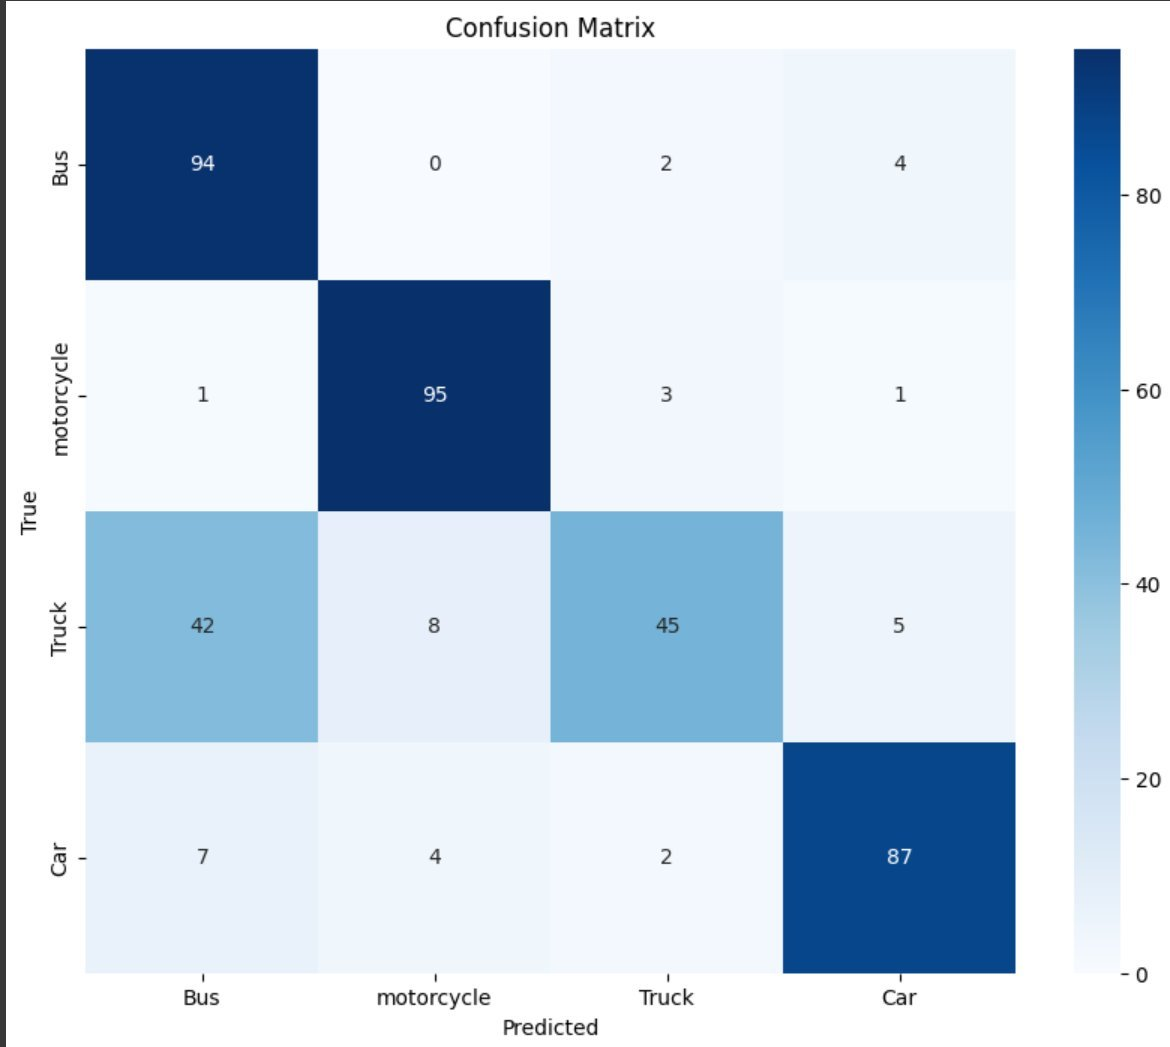 Confusion Matrix
Bus 94 0 2 4
80
motorcycle 1 95 3 1
60
True
Truck 42 8 45 5
40
20
Car 7 4 2 87
0
Bus motorcycle Truck Car
Predicted